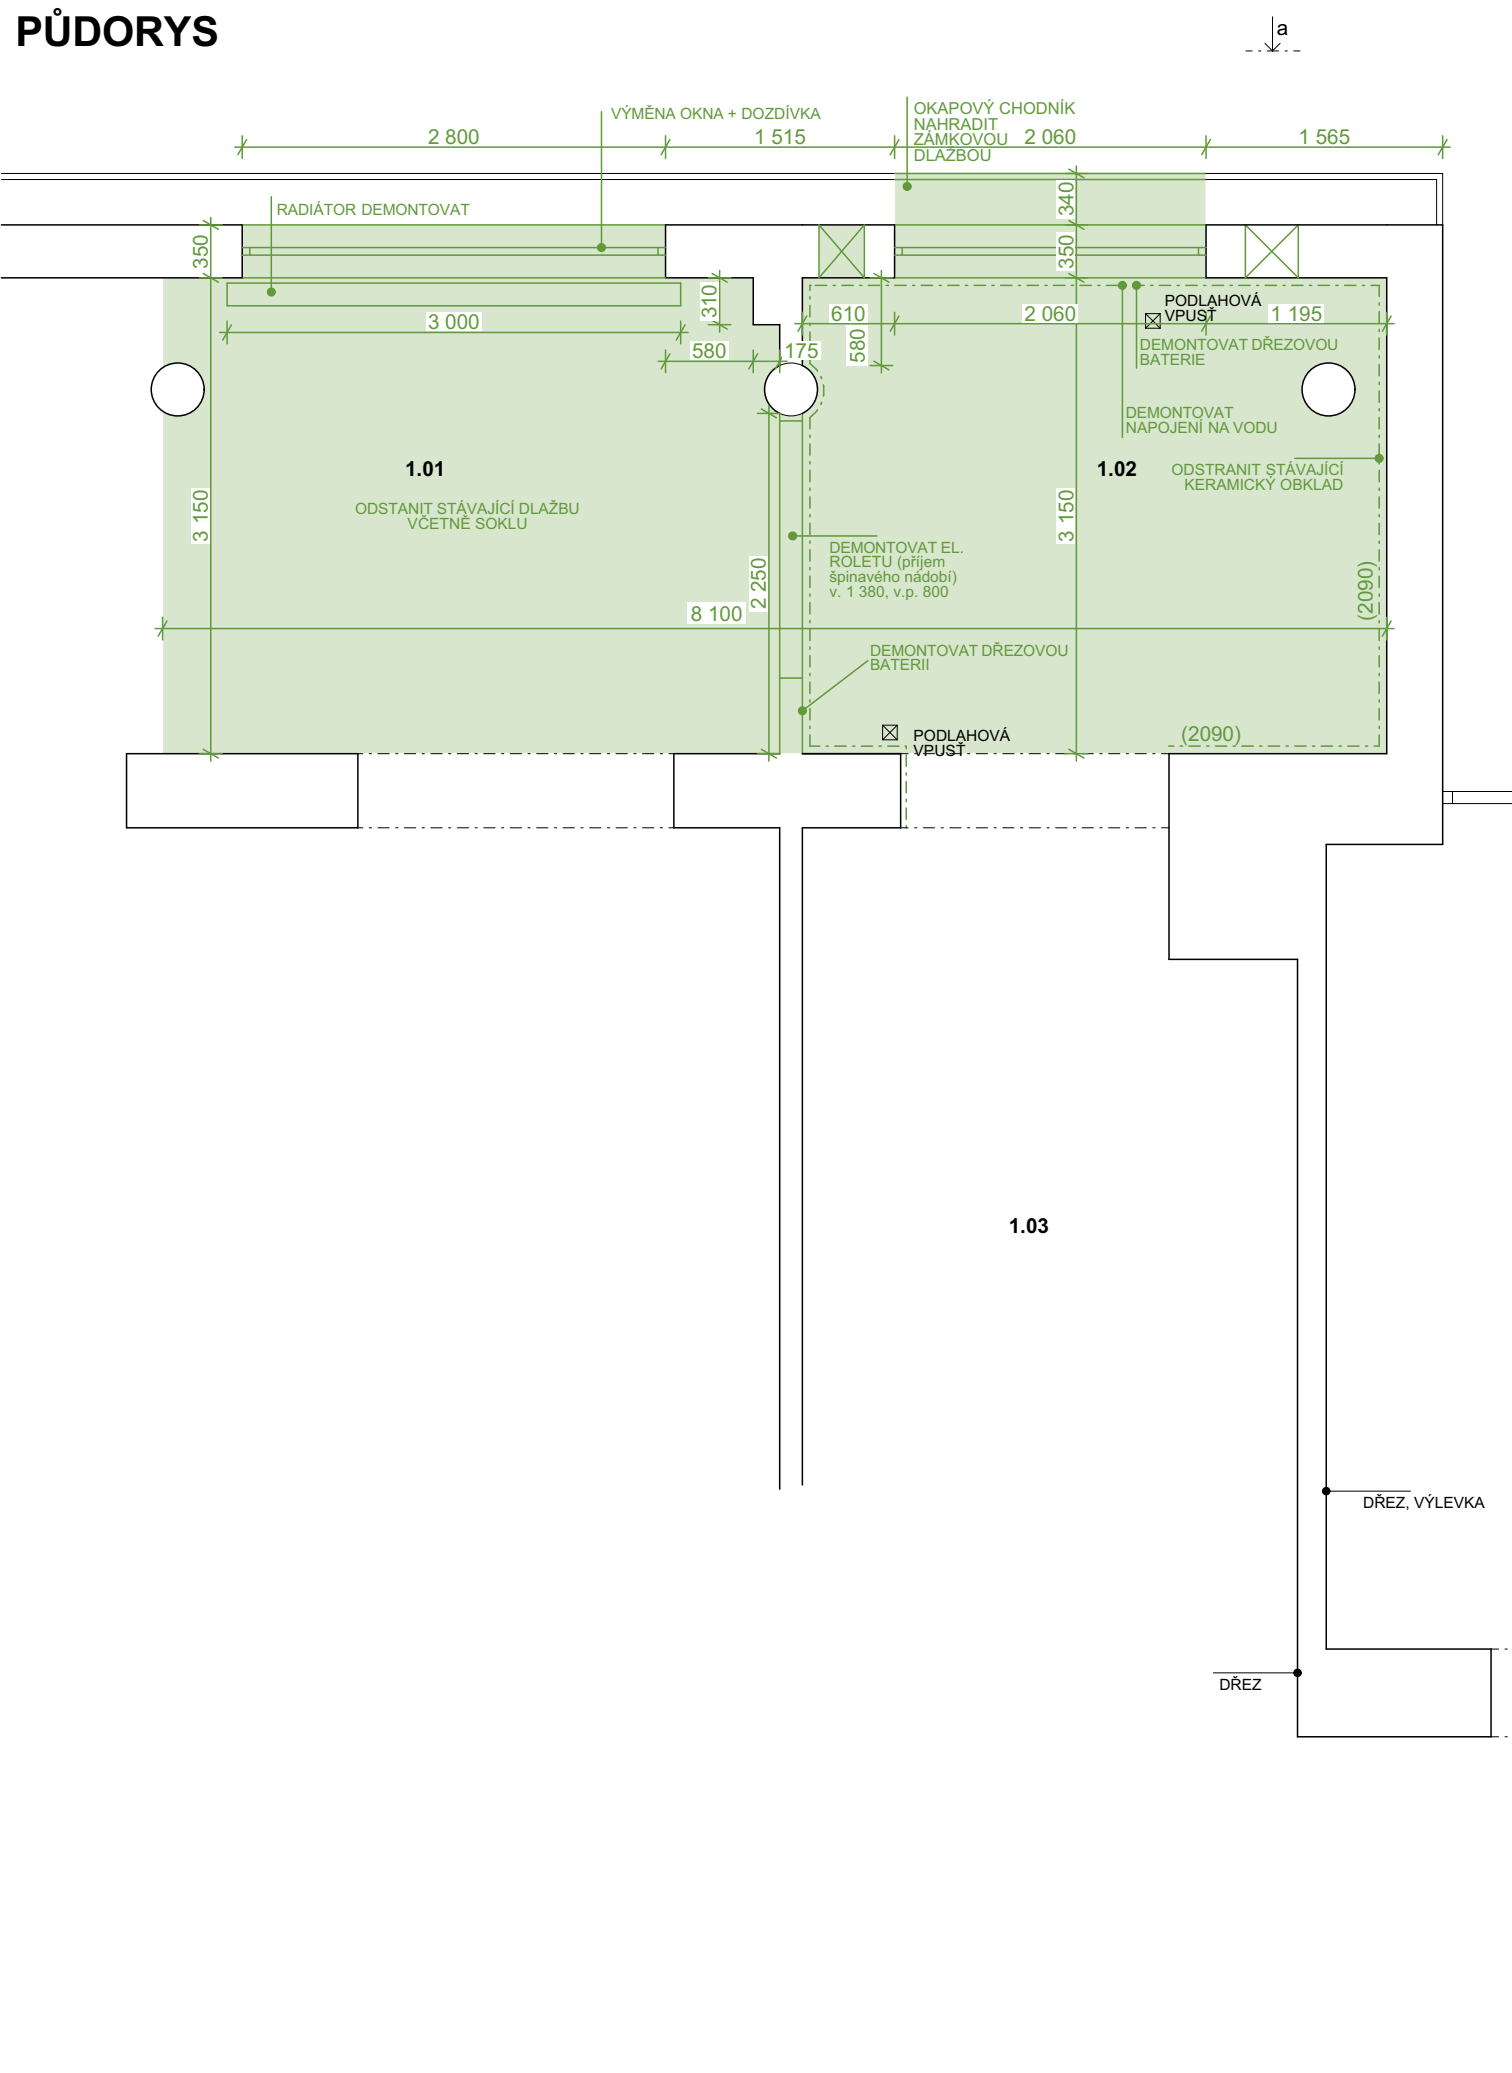 PŮDORYS
a
VÝMĚNA OKNA + DOZDÍVKA
OKAPOVÝ CHODNÍK
NAHRADIT
ZÁMKOVOU
DLAŽBOU
2 800
1 515
2 060
1 565
RADIÁTOR DEMONTOVAT
340
350
350
310
3 000
580
175
610
580
2 060
1 195
PODLAHOVÁ
VPUSŤ
DEMONTOVAT DŘEZOVOU
BATERIE
DEMONTOVAT
NAPOJENÍ NA VODU
1.01
1.02
ODSTRANIT STÁVAJÍCÍ
KERAMICKÝ OBKLAD
ODSTANIT STÁVAJÍCÍ DLAŽBU
VČETNĚ SOKLU
3 150
3 150
DEMONTOVAT EL.
ROLETU (příjem
špinavého nádobí)
v. 1 380, v.p. 800
2 250
(2090)
8 100
DEMONTOVAT DŘEZOVOU
BATERII
PODLAHOVÁ
VPUSŤ
(2090)
1.03
DŘEZ, VÝLEVKA
DŘEZ